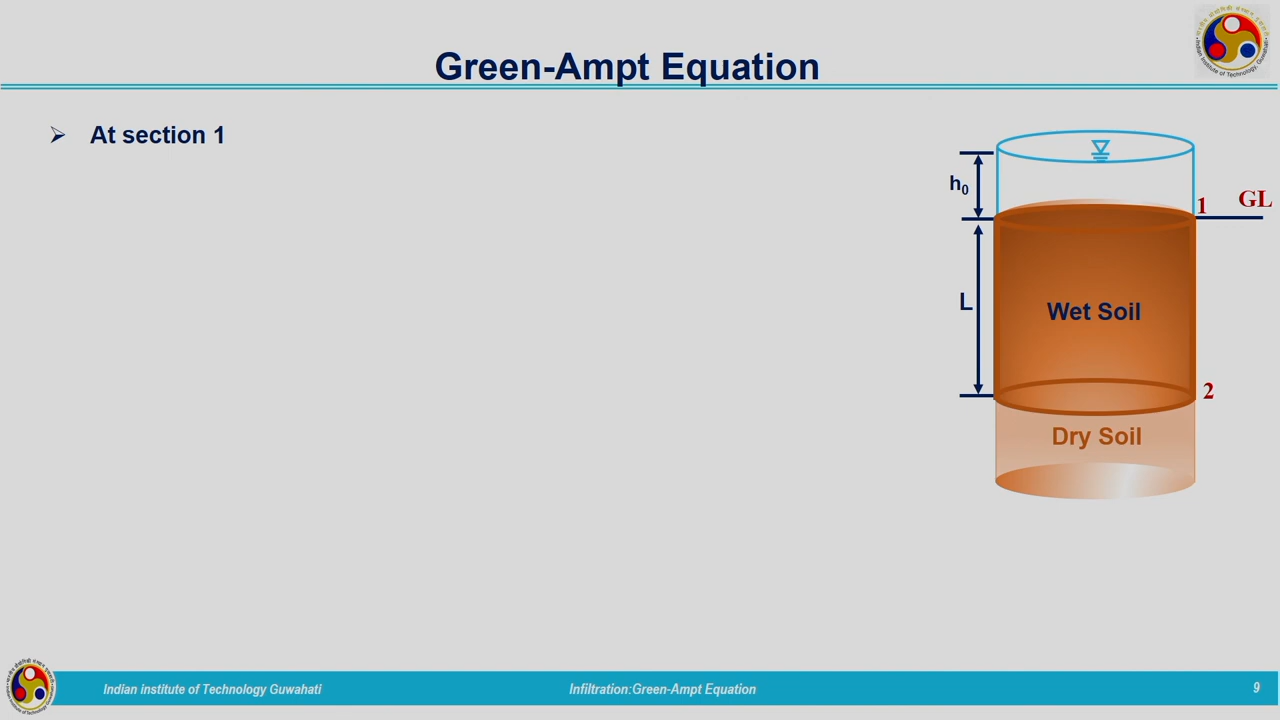 Green-Ampt Equation
➢ At section 1
h₀
1
GL
L
Wet Soil
2
Dry Soil
Indian institute of Technology Guwahati
Infiltration:Green-Ampt Equation
9